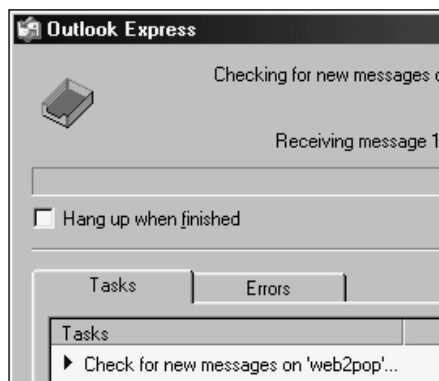 Outlook Express
Checking for new messages
Receiving message 1
Hang up when finished
Tasks Errors
Tasks
Check for new messages on 'web2pop'...